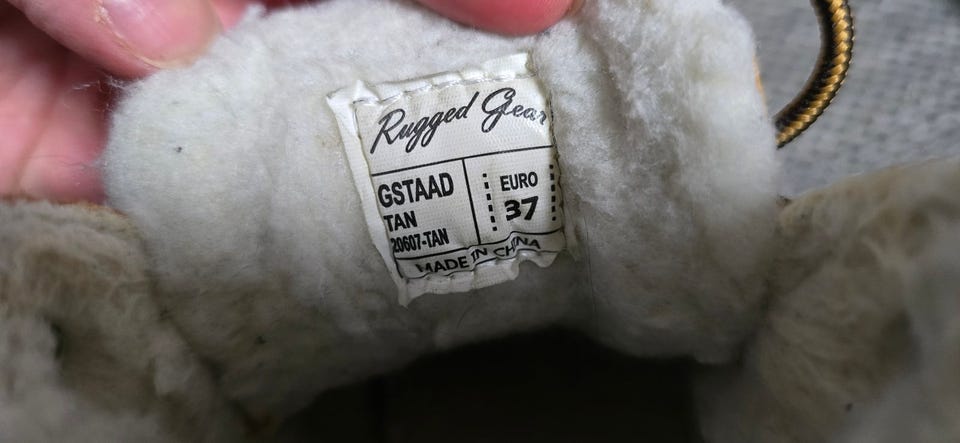 Rugged Gear
GSTAAD
TAN
20607-TAN
EURO
37
MADE IN CHINA